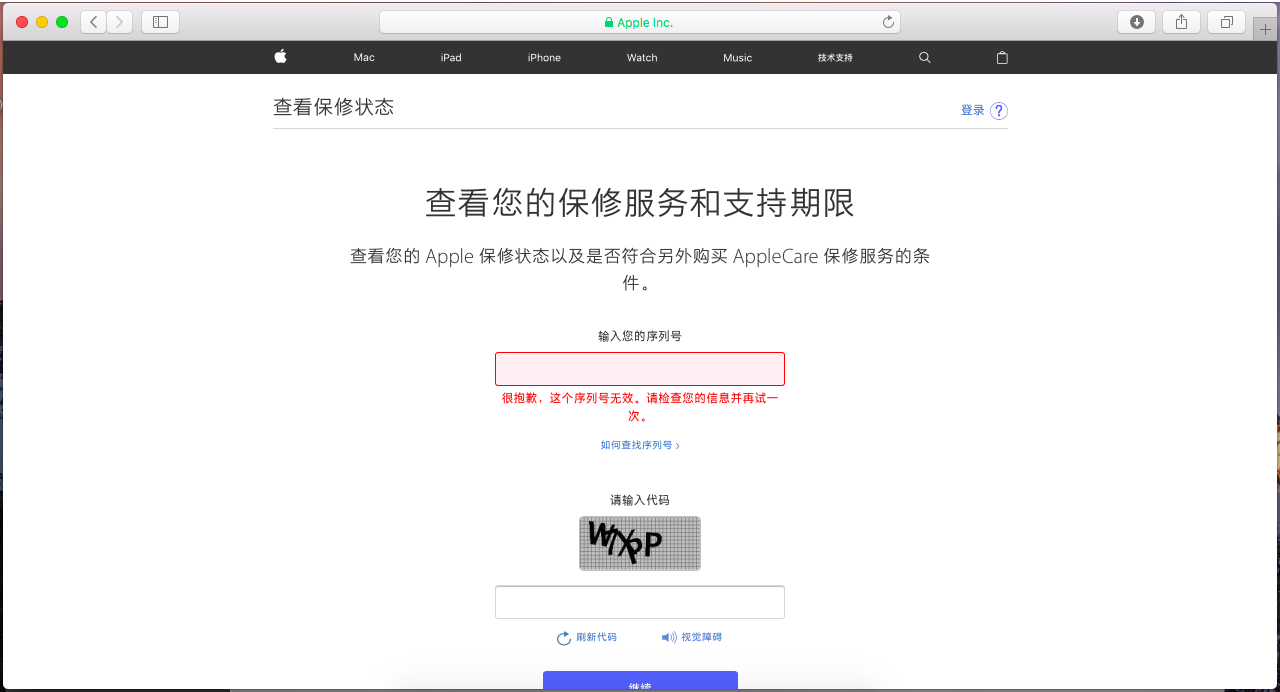 Apple Inc.
Mac iPad iPhone Watch Music 技术支持
查看保修状态
登录 ?
查看您的保修服务和支持期限
查看您的 Apple 保修状态以及是否符合另外购买 AppleCare 保修服务的条
件。
输入您的序列号
很抱歉，这个序列号无效。请检查您的信息并再试一
次。
如何查找序列号 ›
请输入代码
刷新代码 视觉障碍
继续